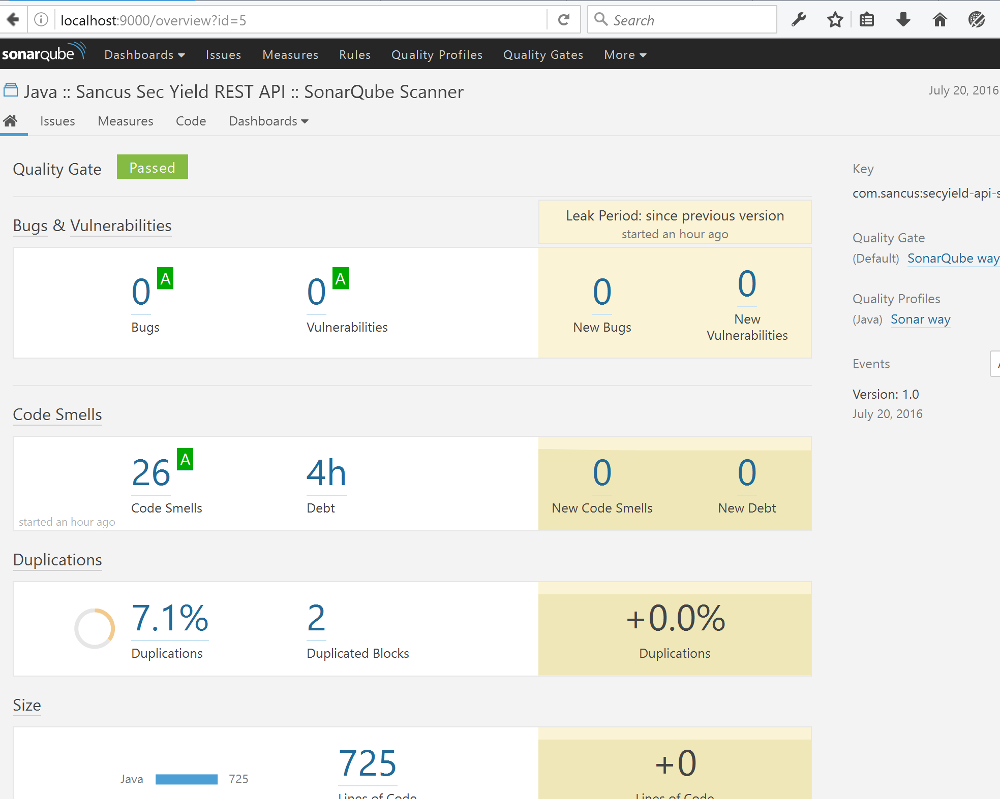 localhost:9000/overview?id=5
Search
sonarqube Dashboards Issues Measures Rules Quality Profiles Quality Gates More
Java :: Sancus Sec Yield REST API :: SonarQube Scanner
July 20, 2016
Issues Measures Code Dashboards
Quality Gate Passed
Key
com.sancus:secyield-api-s
Leak Period: since previous version
started an hour ago
Bugs & Vulnerabilities
Quality Gate
(Default) SonarQube way
0 A
Bugs
0 A
Vulnerabilities
0
New Bugs
0
New
Vulnerabilities
Quality Profiles
(Java) Sonar way
Events
Version: 1.0
July 20, 2016
Code Smells
26 A
Code Smells
4h
Debt
0
New Code Smells
0
New Debt
started an hour ago
Duplications
7.1%
Duplications
2
Duplicated Blocks
+0.0%
Duplications
Size
Java 725
725
Lines of Code
+0
Lines of Code